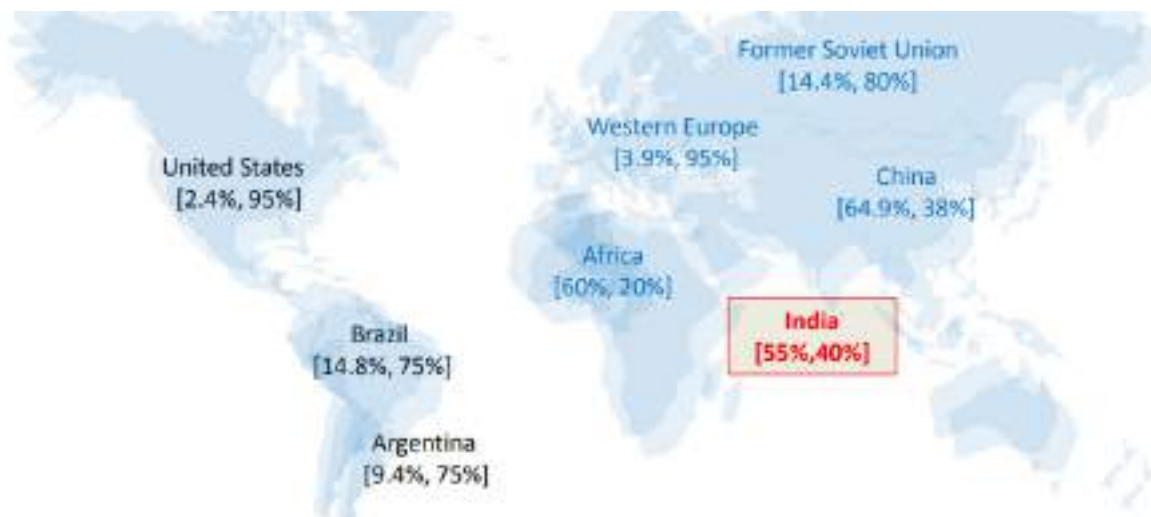 Former Soviet Union
[14.4%, 80%]
Western Europe
[3.9%, 95%]
United States
[2.4%, 95%]
China
[64.9%, 38%]
Africa
[60%, 20%]
India
[55%,40%]
Brazil
[14.8%, 75%]
Argentina
[9.4%, 75%]